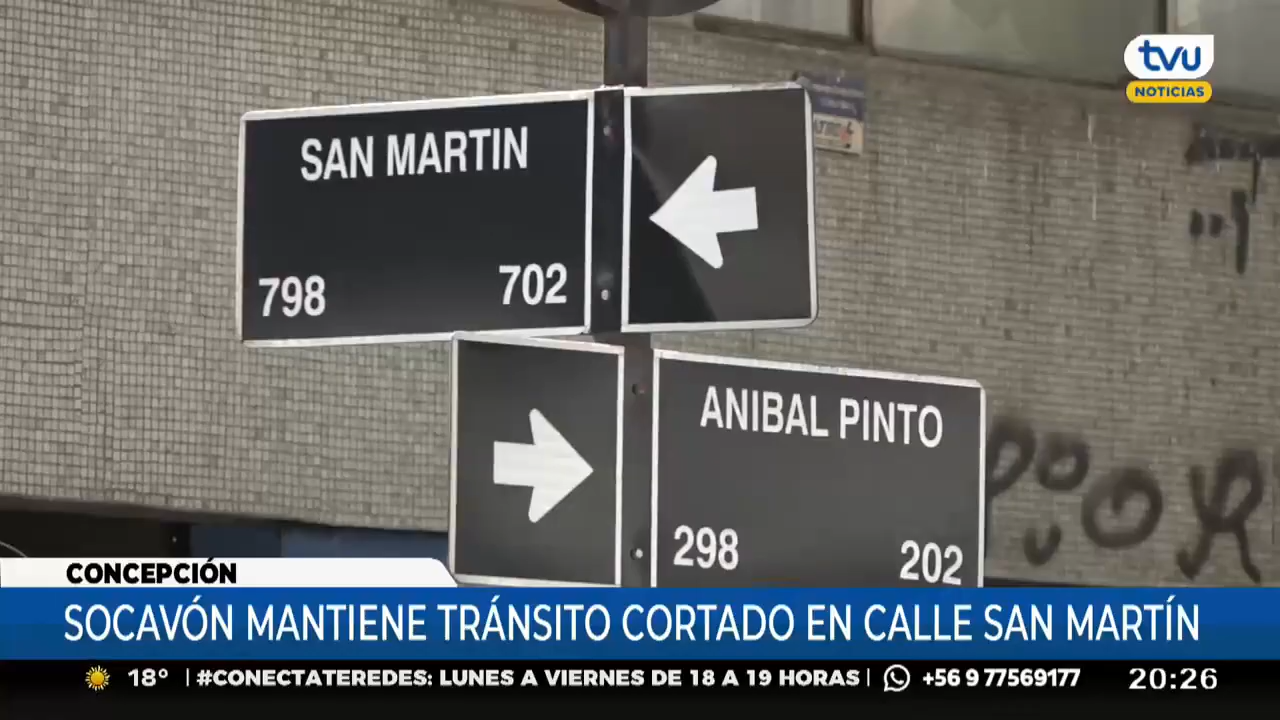 tvu
NOTICIAS
SAN MARTIN
798 702
ANIBAL PINTO
298 202
CONCEPCIÓN
SOCAVÓN MANTIENE TRÁNSITO CORTADO EN CALLE SAN MARTÍN
18° | #CONECTATEREDES: LUNES A VIERNES DE 18 A 19 HORAS | +56 9 77569177 20:26